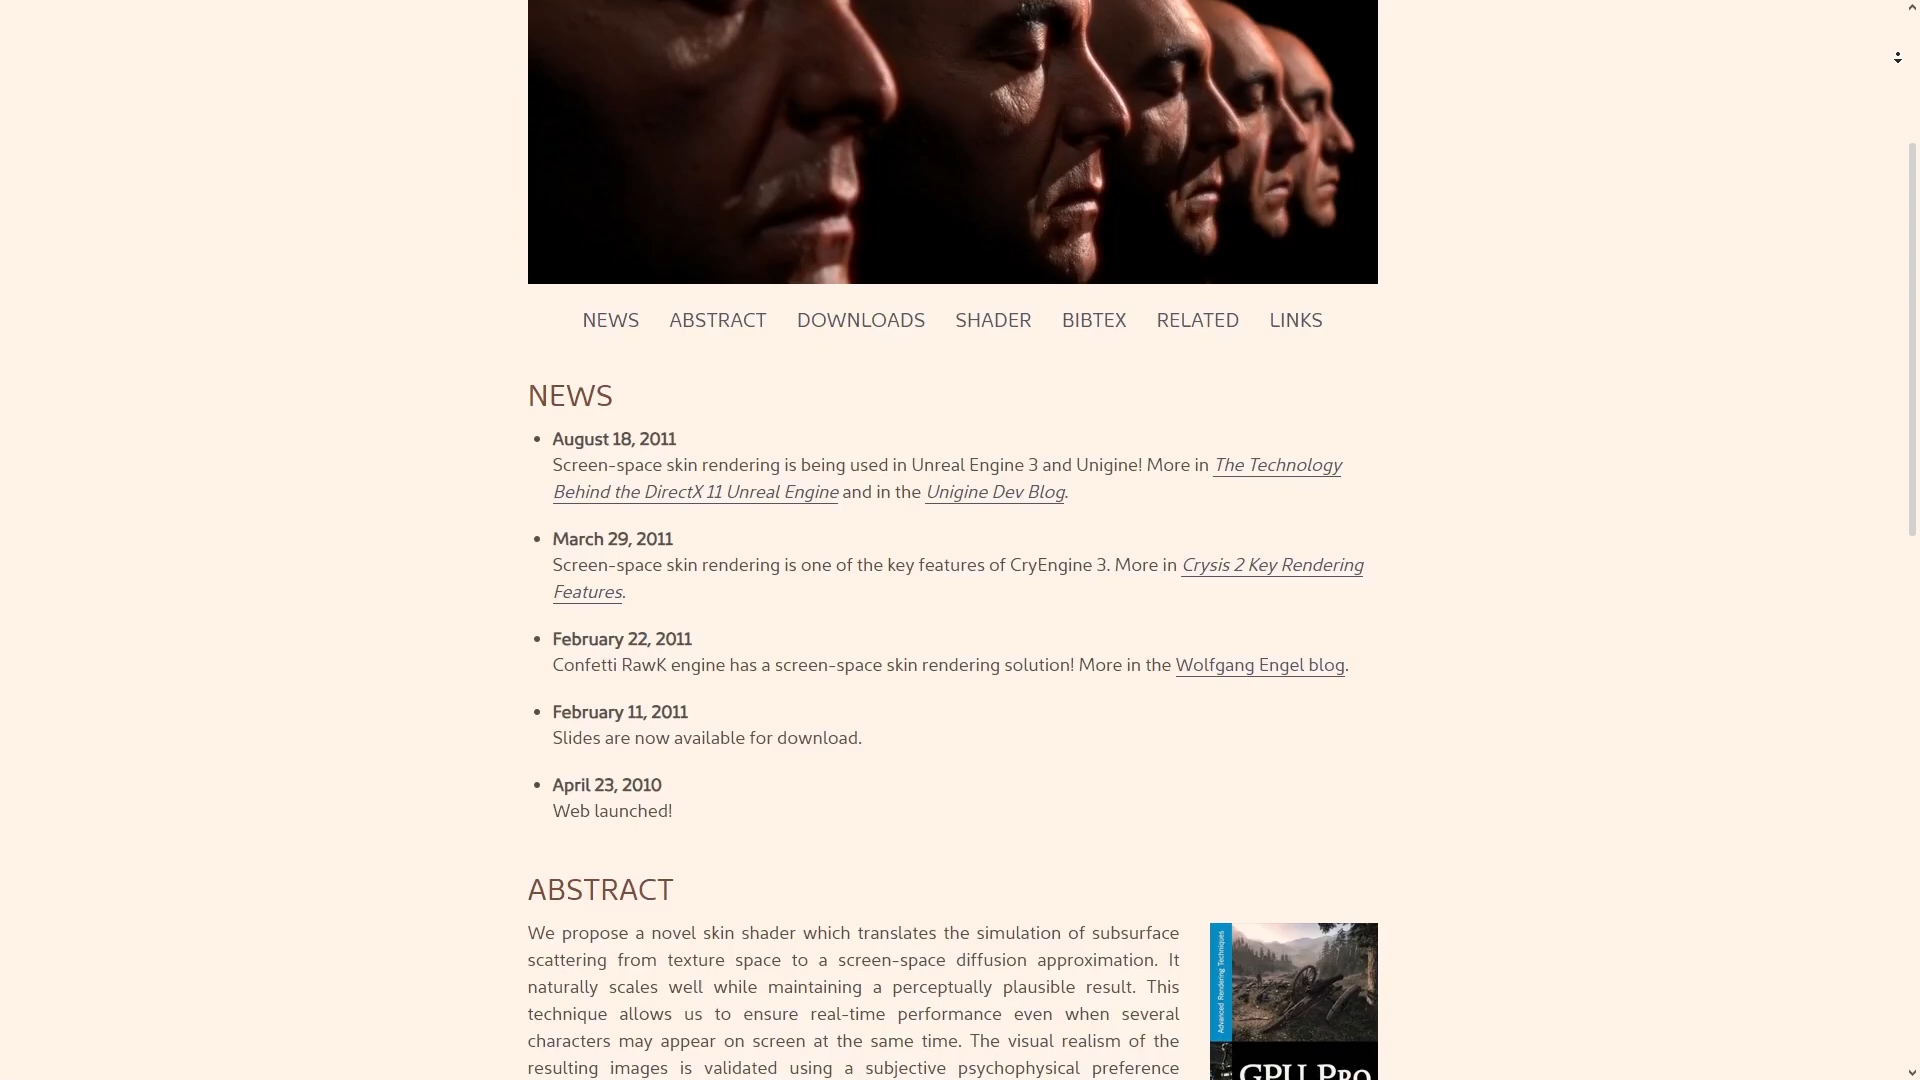 NEWS ABSTRACT DOWNLOADS SHADER BIBTEX RELATED LINKS
NEWS
• August 18, 2011
Screen-space skin rendering is being used in Unreal Engine 3 and Unigine! More in The Technology
Behind the DirectX 11 Unreal Engine and in the Unigine Dev Blog.
• March 29, 2011
Screen-space skin rendering is one of the key features of CryEngine 3. More in Crysis 2 Key Rendering
Features.
• February 22, 2011
Confetti RawK engine has a screen-space skin rendering solution! More in the Wolfgang Engel blog.
• February 11, 2011
Slides are now available for download.
• April 23, 2010
Web launched!
ABSTRACT
We propose a novel skin shader which translates the simulation of subsurface
scattering from texture space to a screen-space diffusion approximation. It
naturally scales well while maintaining a perceptually plausible result. This
technique allows us to ensure real-time performance even when several
characters may appear on screen at the same time. The visual realism of the
resulting images is validated using a subjective psychophysical preference
Advanced Rendering Techniques
GPU PRO